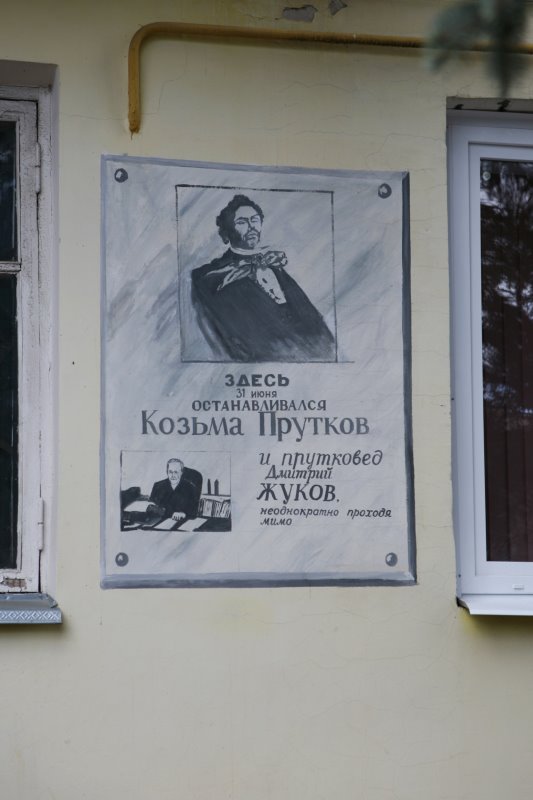 ЗДЕСЬ
31 июня
ОСТАНАВЛИВАЛСЯ
Козьма Прутков
и прутковед
Дмитрий
ЖУКОВ,
неоднократно проходя
мимо